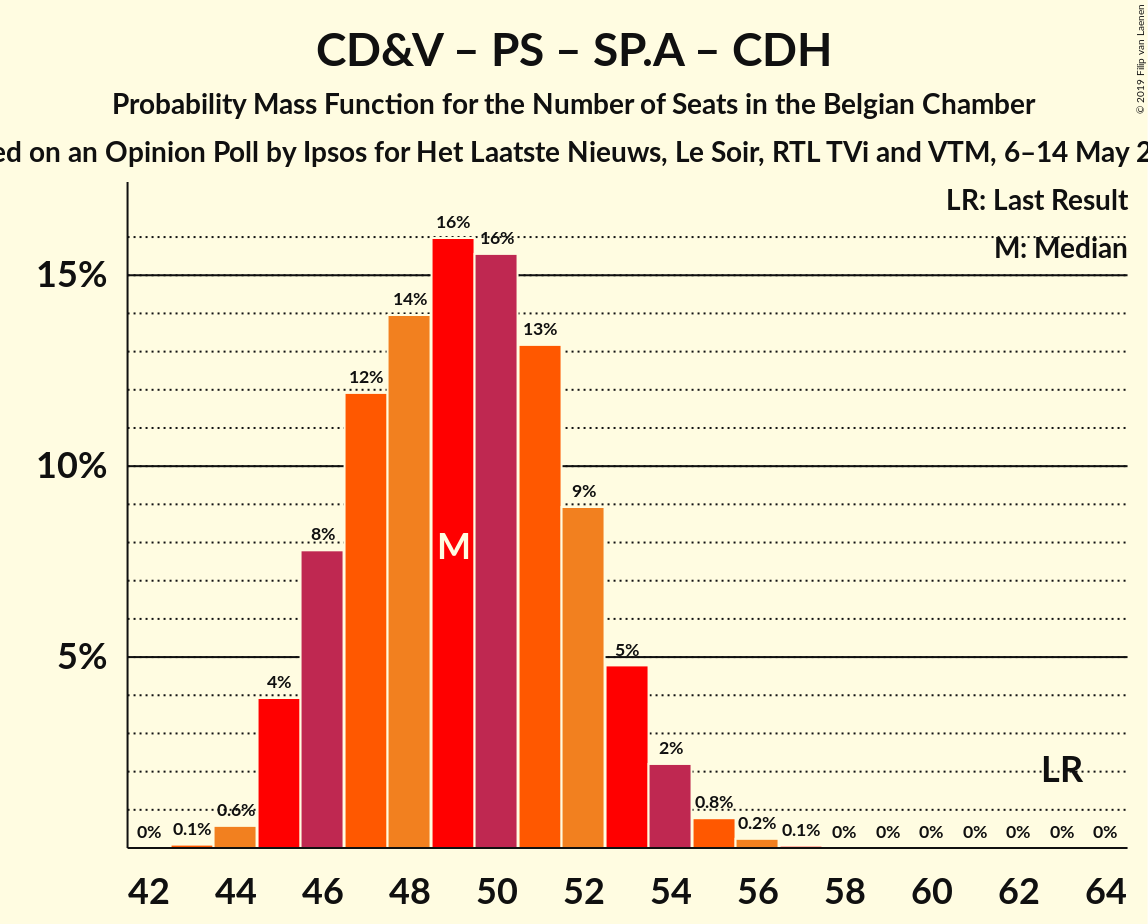 CD&V – PS – SP.A – CDH
Probability Mass Function for the Number of Seats in the Belgian Chamber
on an Opinion Poll by Ipsos for Het Laatste Nieuws, Le Soir, RTL TVi and VTM, 6–14 May
© 2019 Filip van Laenen
LR: Last Result
M: Median
16%
16%
15%
14%
13%
12%
10%
9%
8%
M
5%
5%
4%
2%
LR
0.8%
0.6%
0% 0.1% 0.2% 0.1% 0% 0% 0% 0% 0% 0% 0%
42 44 46 48 50 52 54 56 58 60 62 64